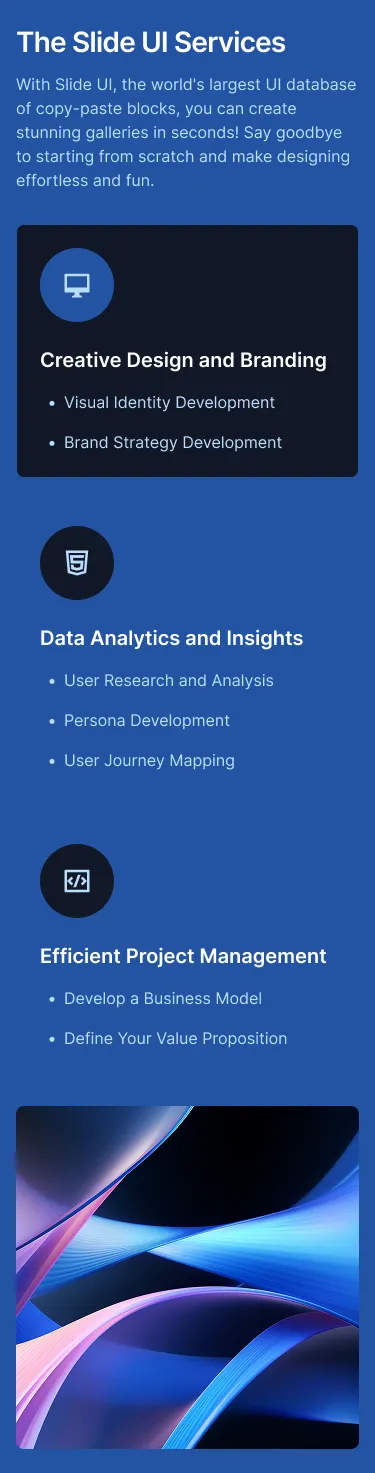 The Slide UI Services
With Slide UI, the world's largest UI database
of copy-paste blocks, you can create
stunning galleries in seconds! Say goodbye
to starting from scratch and make designing
effortless and fun.
Creative Design and Branding
• Visual Identity Development
• Brand Strategy Development
Data Analytics and Insights
• User Research and Analysis
• Persona Development
• User Journey Mapping
Efficient Project Management
• Develop a Business Model
• Define Your Value Proposition